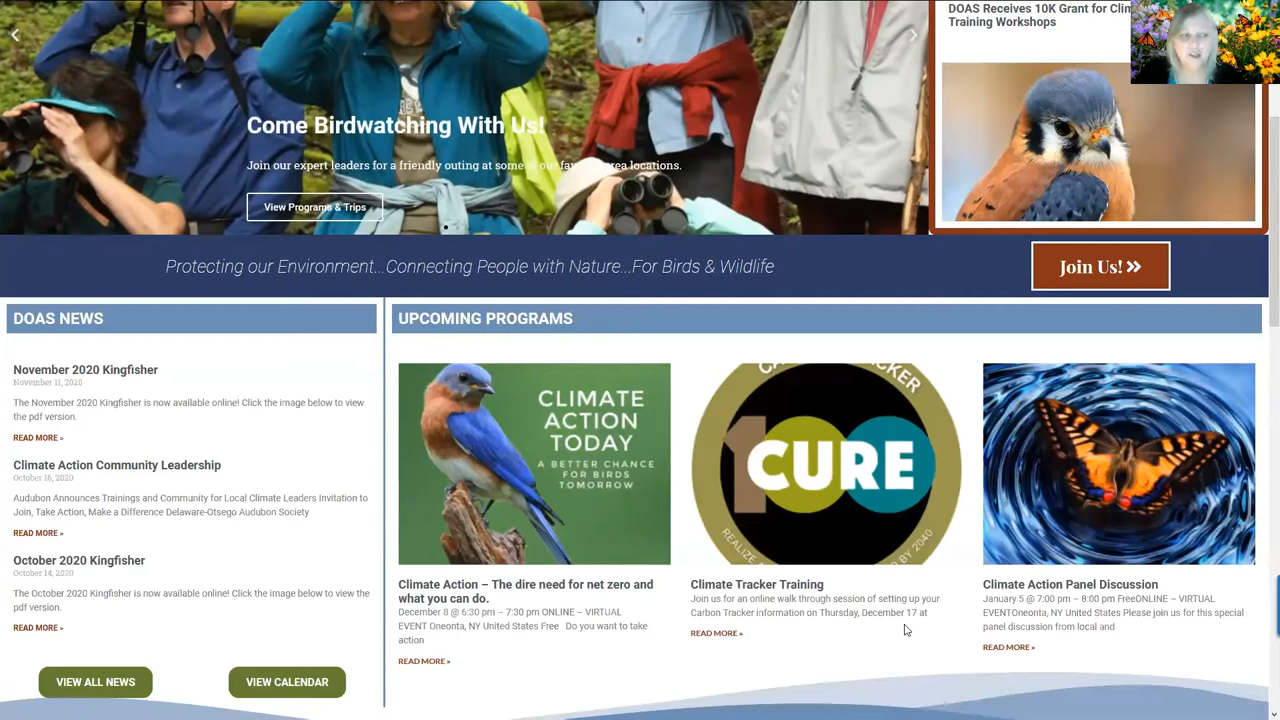 DOAS Receives 10K Grant for
Training Workshops
Come Birdwatching With Us!
Join our expert leaders for a friendly outing at some of our area locations.
View Programs & Trips
Protecting our Environment...Connecting People with Nature...For Birds & Wildlife
Join Us! »
DOAS NEWS
November 2020 Kingfisher
November 11, 2020
The November 2020 Kingfisher is now available online! Click the image below to view
the pdf version.
READ MORE »
Climate Action Community Leadership
October 16, 2020
Audubon Announces Trainings and Community for Local Climate Leaders Invitation to
Join, Take Action, Make a Difference Delaware-Otsego Audubon Society
READ MORE »
October 2020 Kingfisher
October 14, 2020
The October 2020 Kingfisher is now available online! Click the image below to view the
pdf version.
READ MORE »
VIEW ALL NEWS
VIEW CALENDAR
UPCOMING PROGRAMS
CLIMATE
ACTION
TODAY
A BETTER CHANCE
FOR BIRDS
TOMORROW
Climate Action – The dire need for net zero and
what you can do.
December 8 @ 6:30 pm – 7:30 pm ONLINE – VIRTUAL
EVENT Oneonta, NY United States Free Do you want to take
action
READ MORE »
CURE
Climate Tracker Training
Join us for an online walk through session of setting up your
Carbon Tracker information on Thursday, December 17 at
READ MORE »
Climate Action Panel Discussion
January 5 @ 7:00 pm – 8:00 pm FreeONLINE – VIRTUAL
EVENTOneonta, NY United States Please join us for this special
panel discussion from local and
READ MORE »